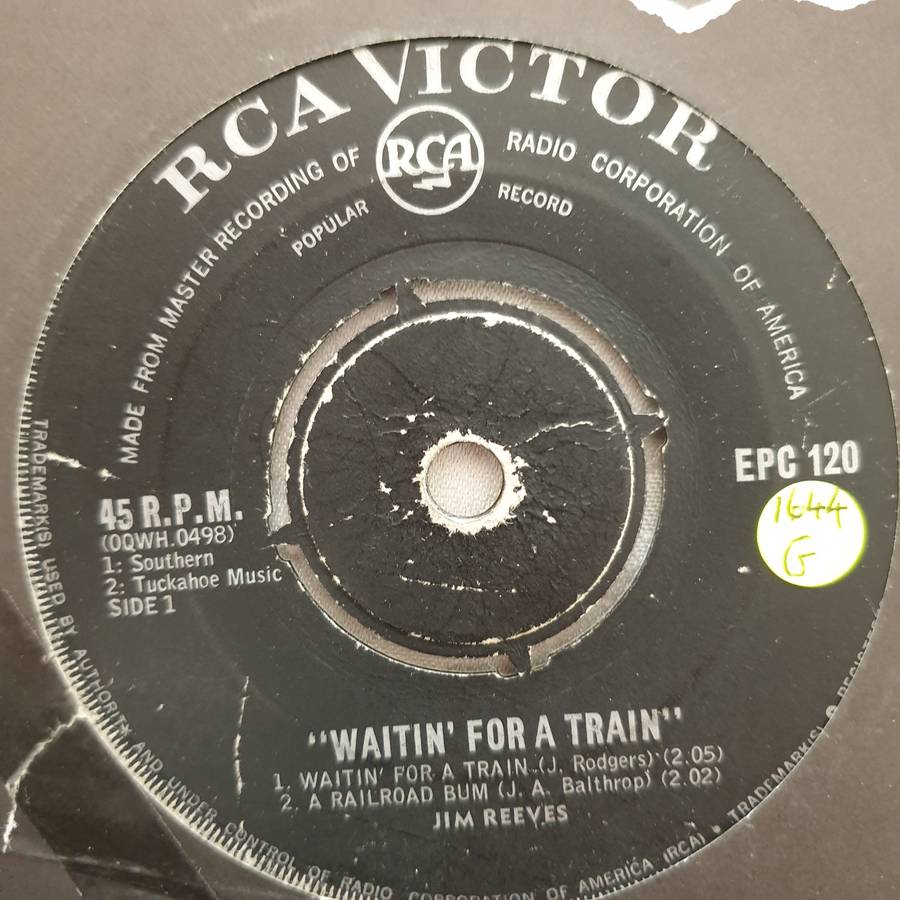 RCA VICTOR
MADE FROM MASTER RECORDING OF RADIO CORPORATION OF AMERICA
RCA
POPULAR RECORD
EPC 120
1644
G
45 R.P.M.
(0QWH.0498)
1: Southern
2: Tuckahoe Music
SIDE 1
"WAITIN' FOR A TRAIN"
1. WAITIN' FOR A TRAIN (J. Rodgers) (2.05)
2. A RAILROAD BUM (J. A. Balthrop) (2.02)
JIM REEVES
TRADEMARK(S) USED BY AUTHORITY AND UNDER CONTROL OF RADIO CORPORATION OF AMERICA (RCA) • TRADEMARK(S)